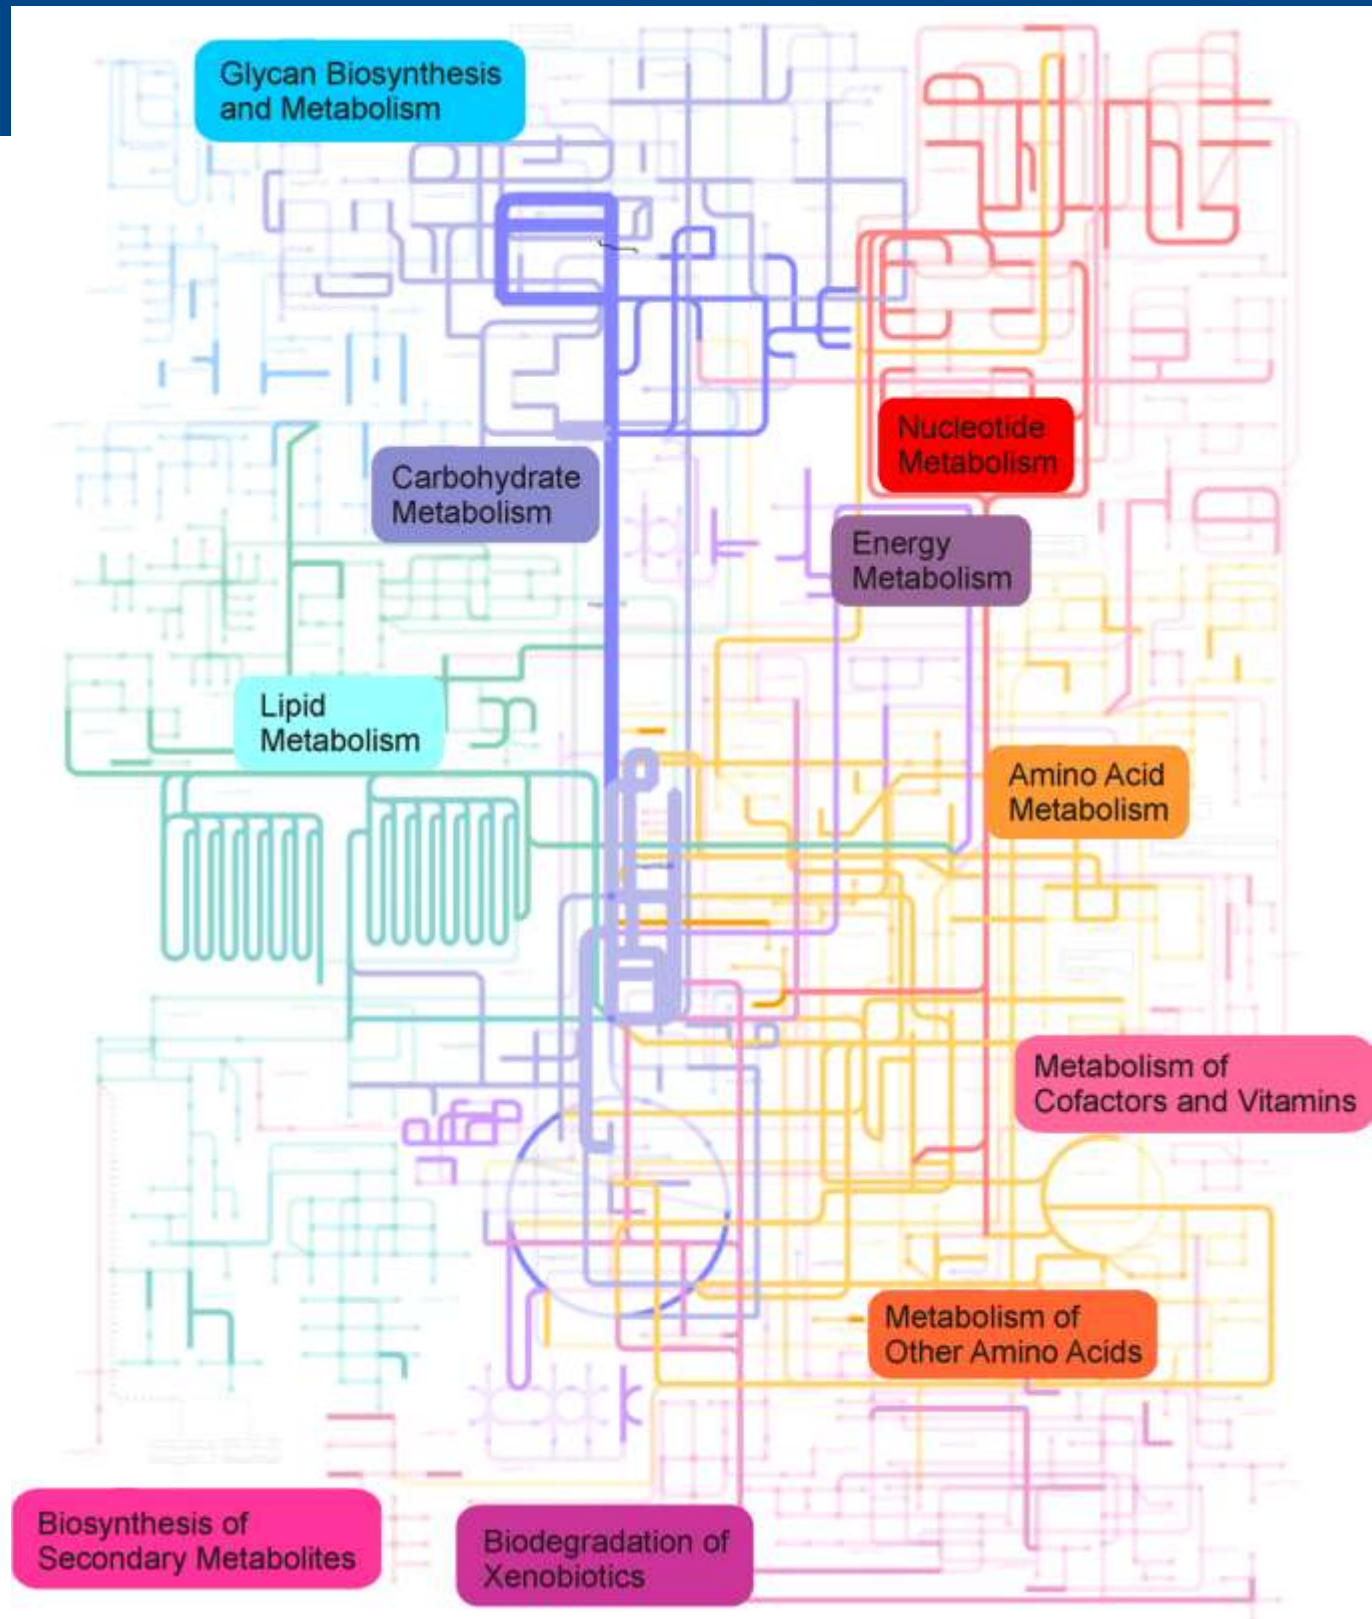 Glycan Biosynthesis
and Metabolism
Carbohydrate
Metabolism
Nucleotide
Metabolism
Energy
Metabolism
Lipid
Metabolism
Amino Acid
Metabolism
Metabolism of
Cofactors and Vitamins
Metabolism of
Other Amino Acids
Biosynthesis of
Secondary Metabolites
Biodegradation of
Xenobiotics